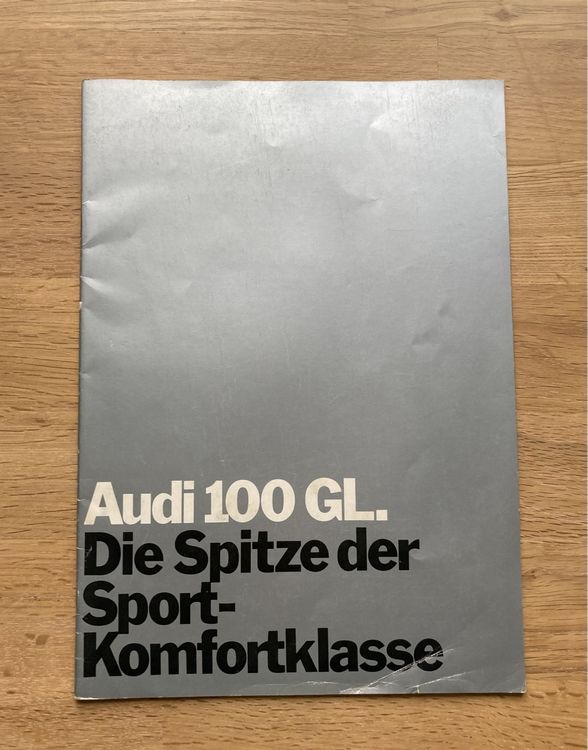 Audi 100 GL.
Die Spitze der
Sport-
Komfortklasse